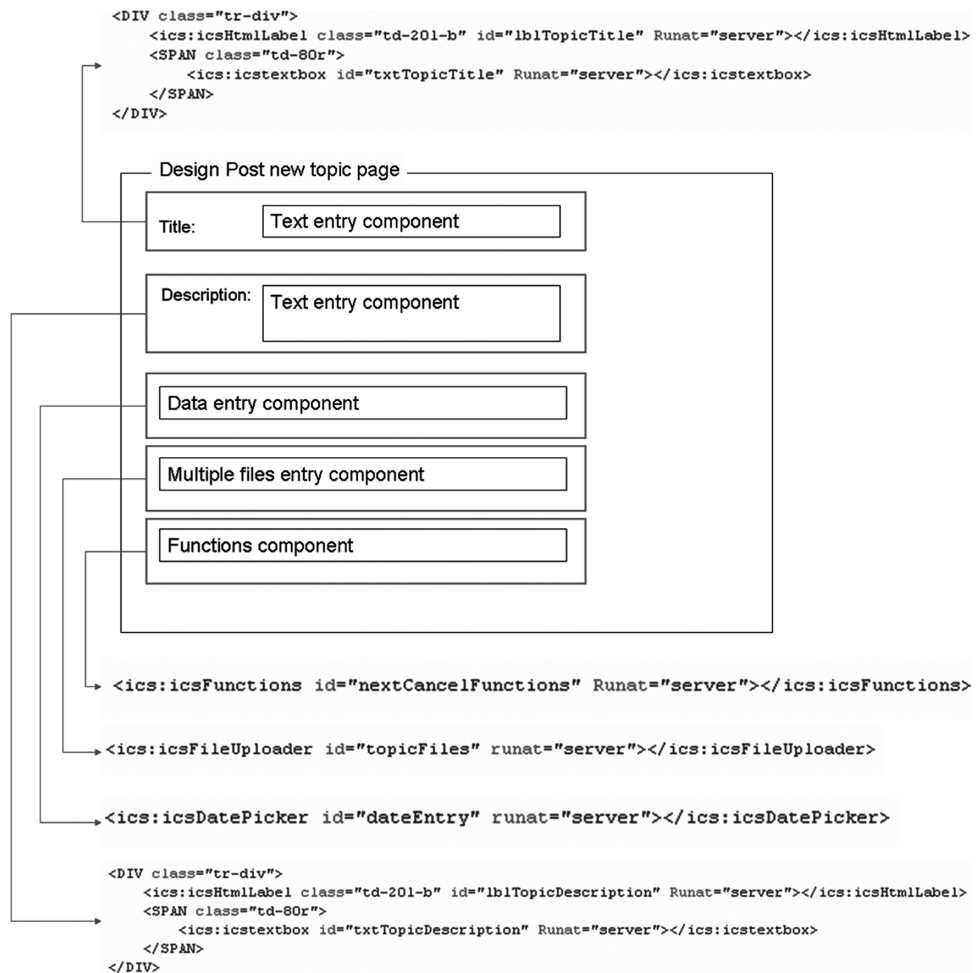 <DIV class="tr-div">
<ics:icsHtmlLabel class="td-20l-b" id="lblTopicTitle" Runat="server"></ics:icsHtmlLabel>
<SPAN class="td-80r">
<ics:icstextbox id="txtTopicTitle" Runat="server"></ics:icstextbox>
</SPAN>
</DIV>
Design Post new topic page
Title: Text entry component
Description: Text entry component
Data entry component
Multiple files entry component
Functions component
<ics:icsFunctions id="nextCancelFunctions" Runat="server"></ics:icsFunctions>
<ics:icsFileUploader id="topicFiles" runat="server"></ics:icsFileUploader>
<ics:icsDatePicker id="dateEntry" runat="server"></ics:icsDatePicker>
<DIV class="tr-div">
<ics:icsHtmlLabel class="td-20l-b" id="lblTopicDescription" Runat="server"></ics:icsHtmlLabel>
<SPAN class="td-80r">
<ics:icstextbox id="txtTopicDescription" Runat="server"></ics:icstextbox>
</SPAN>
</DIV>